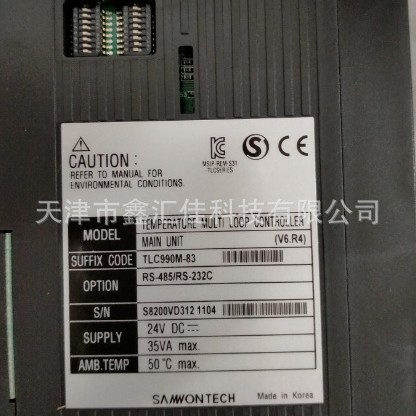 CAUTION :
REFER TO MANUAL FOR
ENVIRONMENTAL CONDITIONS.
MSIP-REM-S31
TLCSERIES
天津市鑫汇佳科技有限公司
MODEL TEMPERATURE MULTI LOOP CONTROLLER
MAIN UNIT (V6.R4)
SUFFIX CODE TLC990M-83
OPTION RS-485/RS-232C
S/N S8200VD312 1104
SUPPLY 24V DC
35VA max.
AMB.TEMP 50 °C max.
SAMWONTECH Made in Korea